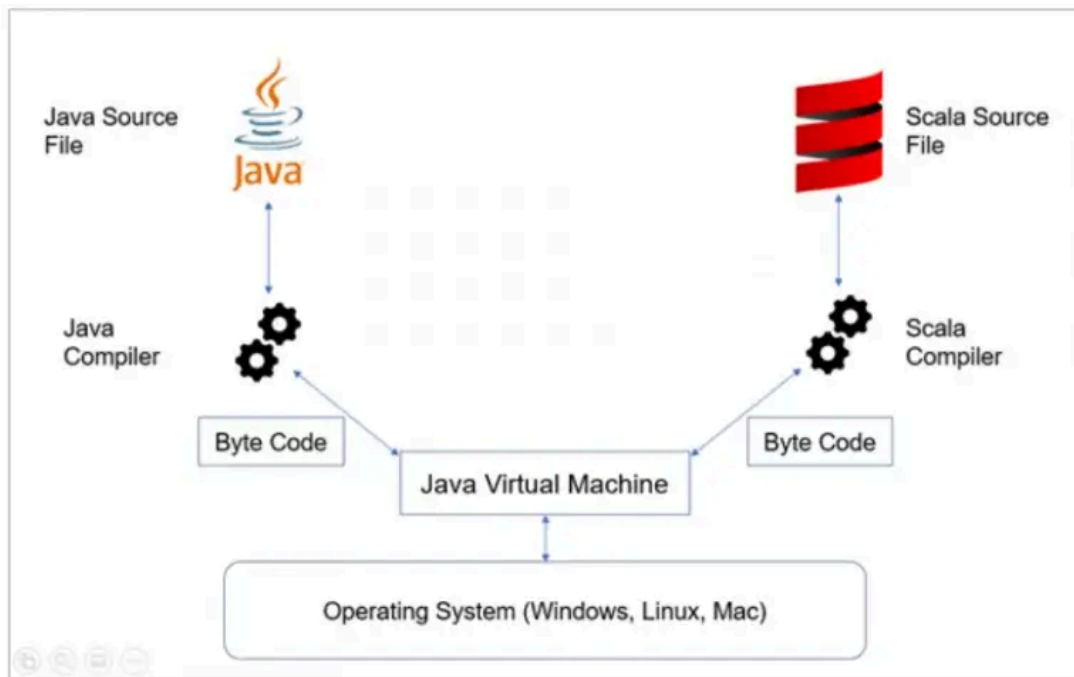 Java Source
File
Java
Scala Source
File
Java
Compiler
Scala
Compiler
Byte Code
Byte Code
Java Virtual Machine
Operating System (Windows, Linux, Mac)